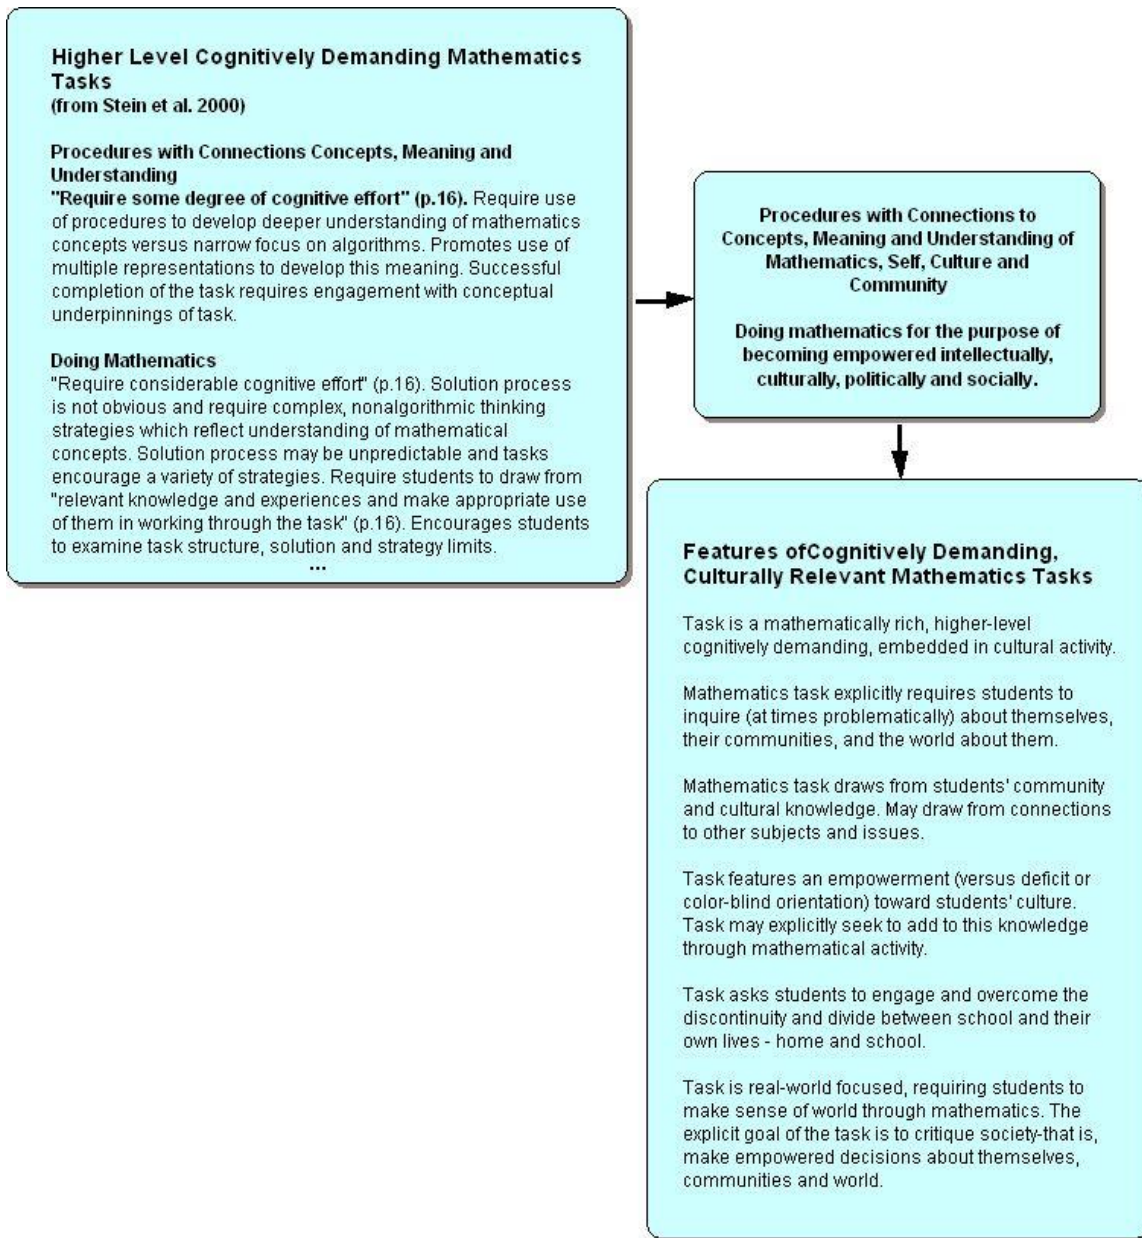 Higher Level Cognitively Demanding Mathematics
Tasks
(from Stein et al. 2000)
Procedures with Connections Concepts, Meaning and
Understanding
"Require some degree of cognitive effort" (p.16). Require use
of procedures to develop deeper understanding of mathematics
concepts versus narrow focus on algorithms. Promotes use of
multiple representations to develop this meaning. Successful
completion of the task requires engagement with conceptual
underpinnings of task.
Doing Mathematics
"Require considerable cognitive effort" (p.16). Solution process
is not obvious and require complex, nonalgorithmic thinking
strategies which reflect understanding of mathematical
concepts. Solution process may be unpredictable and tasks
encourage a variety of strategies. Require students to draw from
"relevant knowledge and experiences and make appropriate use
of them in working through the task" (p.16). Encourages students
to examine task structure, solution and strategy limits.
...
Procedures with Connections to
Concepts, Meaning and Understanding of
Mathematics, Self, Culture and
Community
Doing mathematics for the purpose of
becoming empowered intellectually,
culturally, politically and socially.
Features ofCognitively Demanding,
Culturally Relevant Mathematics Tasks
Task is a mathematically rich, higher-level
cognitively demanding, embedded in cultural activity.
Mathematics task explicitly requires students to
inquire (at times problematically) about themselves,
their communities, and the world about them.
Mathematics task draws from students' community
and cultural knowledge. May draw from connections
to other subjects and issues.
Task features an empowerment (versus deficit or
color-blind orientation) toward students' culture.
Task may explicitly seek to add to this knowledge
through mathematical activity.
Task asks students to engage and overcome the
discontinuity and divide between school and their
own lives - home and school.
Task is real-world focused, requiring students to
make sense of world through mathematics. The
explicit goal of the task is to critique society-that is,
make empowered decisions about themselves,
communities and world.